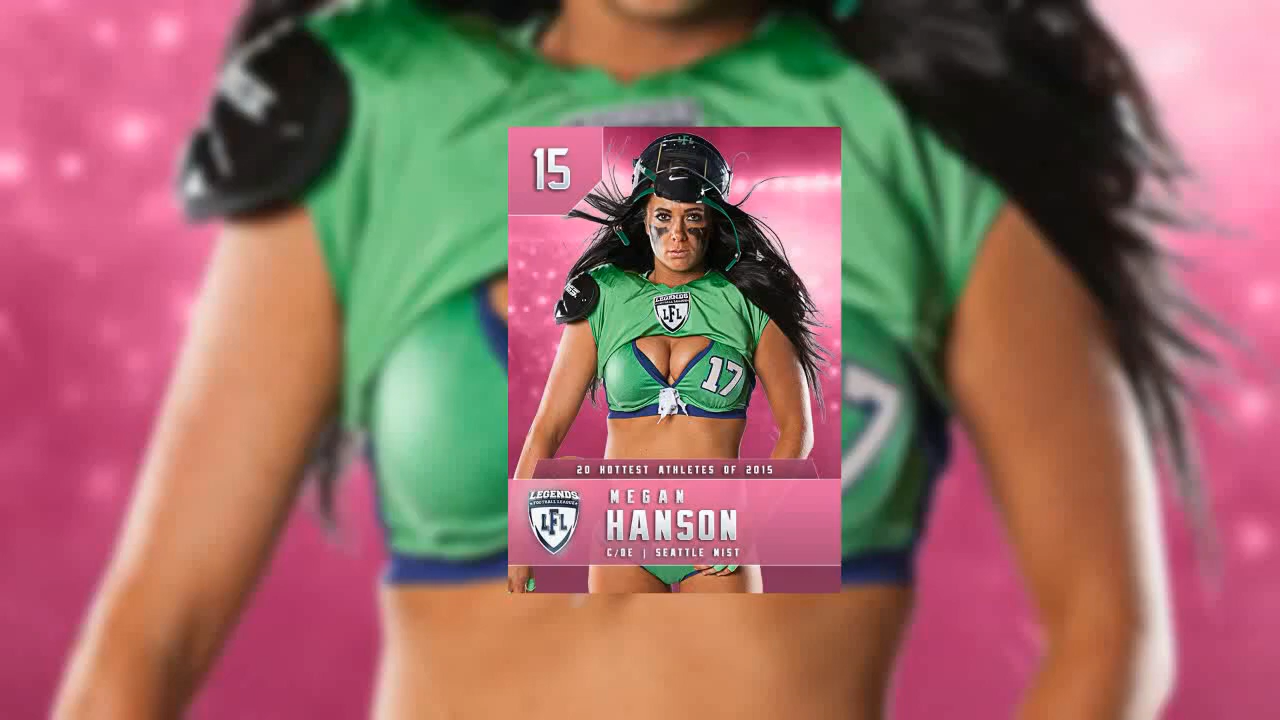 15
LEGENDS
LFL
17
20 HOTTEST ATHLETES OF 2015
LEGENDS
FOOTBALL LEAGUE
LFL
MEGAN
HANSON
C/DE | SEATTLE MIST